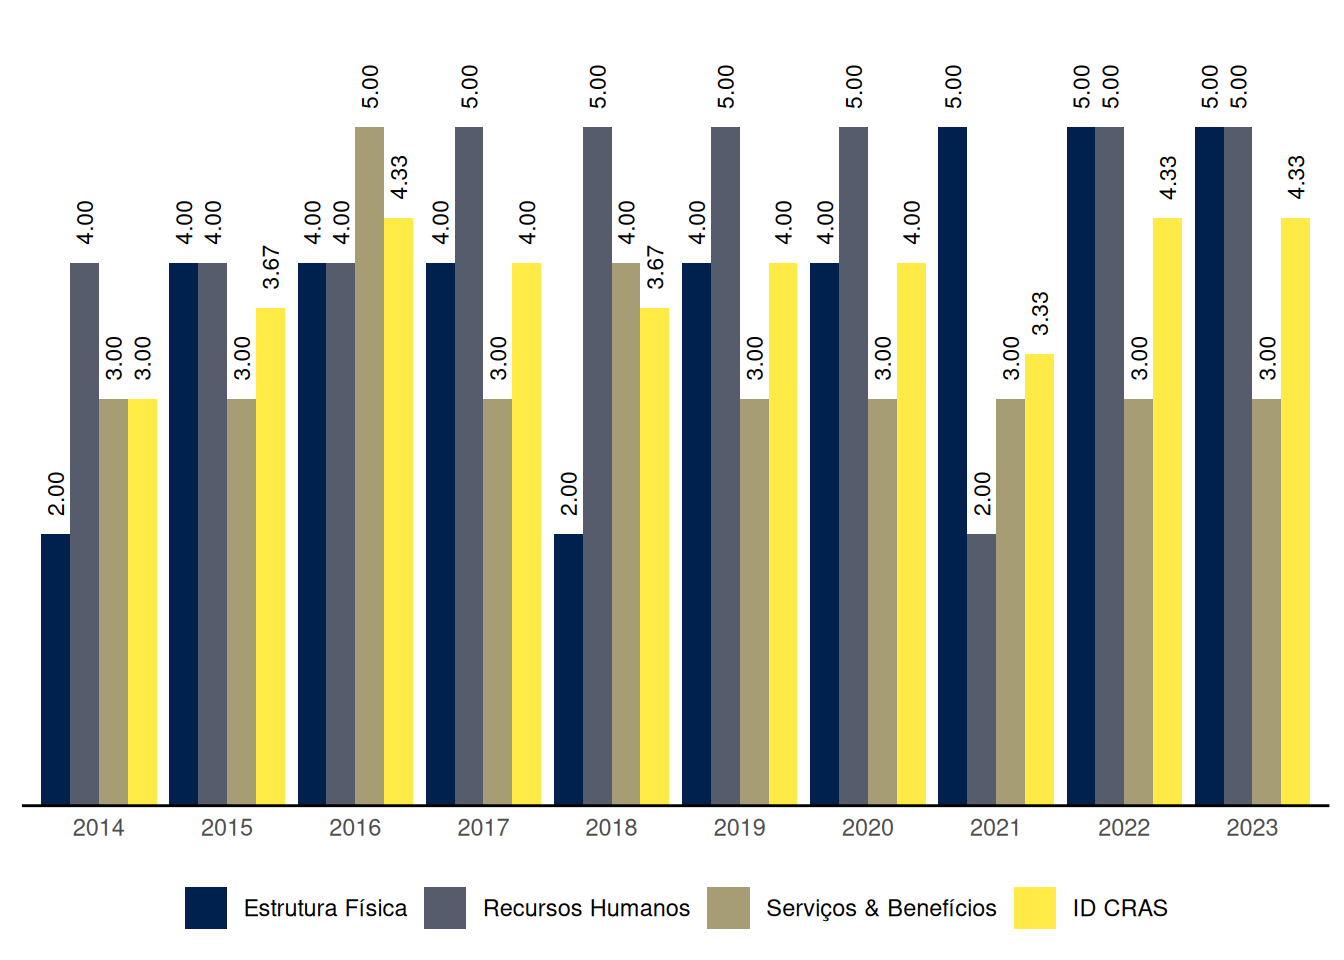 2.00 4.00 3.00 3.00
4.00 4.00 3.00 3.67
4.00 4.00 5.00 4.33
4.00 5.00 3.00 4.00
2.00 5.00 4.00 3.67
4.00 5.00 3.00 4.00
4.00 5.00 3.00 4.00
5.00 2.00 3.00 3.33
5.00 5.00 3.00 4.33
5.00 5.00 3.00 4.33
2014 2015 2016 2017 2018 2019 2020 2021 2022 2023
Estrutura Física Recursos Humanos Serviços & Benefícios ID CRAS